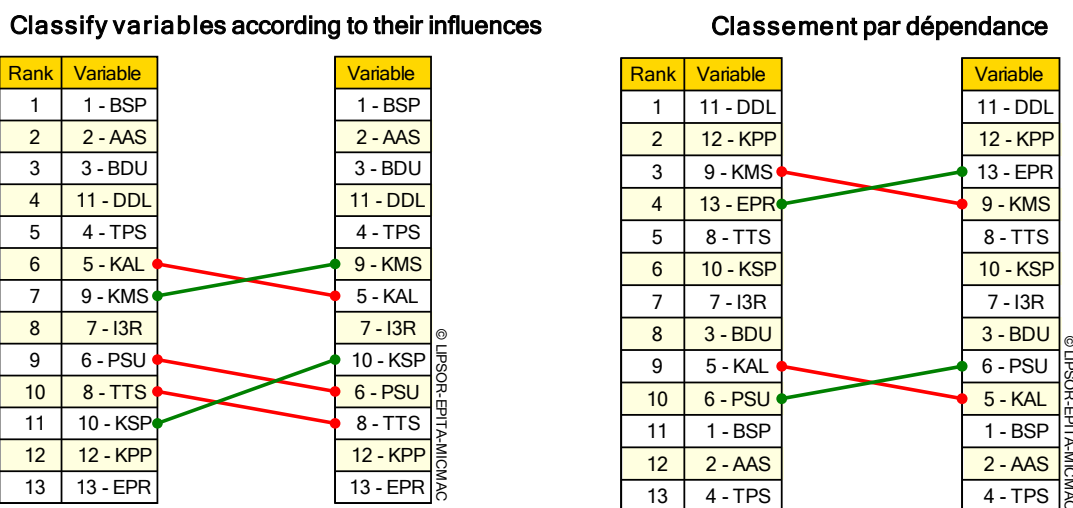 Classify variables according to their influences
Rank Variable Variable
1 1 - BSP 1 - BSP
2 2 - AAS 2 - AAS
3 3 - BDU 3 - BDU
4 11 - DDL 11 - DDL
5 4 - TPS 4 - TPS
6 5 - KAL 9 - KMS
7 9 - KMS 5 - KAL
8 7 - I3R 7 - I3R
9 6 - PSU 10 - KSP
10 8 - TTS 6 - PSU
11 10 - KSP 8 - TTS
12 12 - KPP 12 - KPP
13 13 - EPR 13 - EPR
© LIPSOR-EPITA-MICMAC
Classement par dépendance
Rank Variable Variable
1 11 - DDL 11 - DDL
2 12 - KPP 12 - KPP
3 9 - KMS 13 - EPR
4 13 - EPR 9 - KMS
5 8 - TTS 8 - TTS
6 10 - KSP 10 - KSP
7 7 - I3R 7 - I3R
8 3 - BDU 3 - BDU
9 5 - KAL 6 - PSU
10 6 - PSU 5 - KAL
11 1 - BSP 1 - BSP
12 2 - AAS 2 - AAS
13 4 - TPS 4 - TPS
© LIPSOR-EPITA-MICMAC